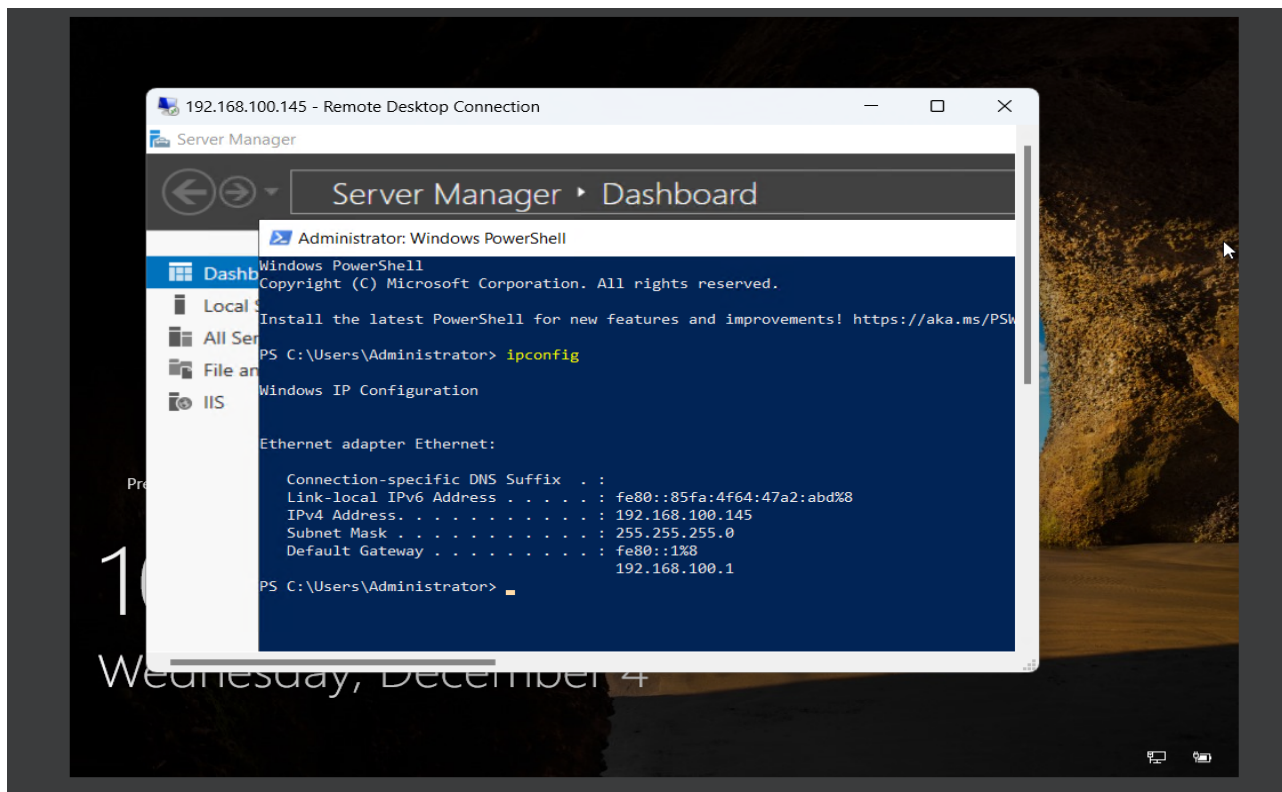 192.168.100.145 - Remote Desktop Connection
Server Manager
Server Manager ‣ Dashboard
Administrator: Windows PowerShell
Dashb
Local
All Ser
File an
IIS
Windows PowerShell
Copyright (C) Microsoft Corporation. All rights reserved.
Install the latest PowerShell for new features and improvements! https://aka.ms/PSW
PS C:\Users\Administrator> ipconfig
Windows IP Configuration
Ethernet adapter Ethernet:
Connection-specific DNS Suffix . :
Link-local IPv6 Address . . . . . : fe80::85fa:4f64:47a2:abd%8
IPv4 Address. . . . . . . . . . . : 192.168.100.145
Subnet Mask . . . . . . . . . . . : 255.255.255.0
Default Gateway . . . . . . . . . : fe80::1%8
192.168.100.1
PS C:\Users\Administrator>
Pre
1
Wednesday, December 4